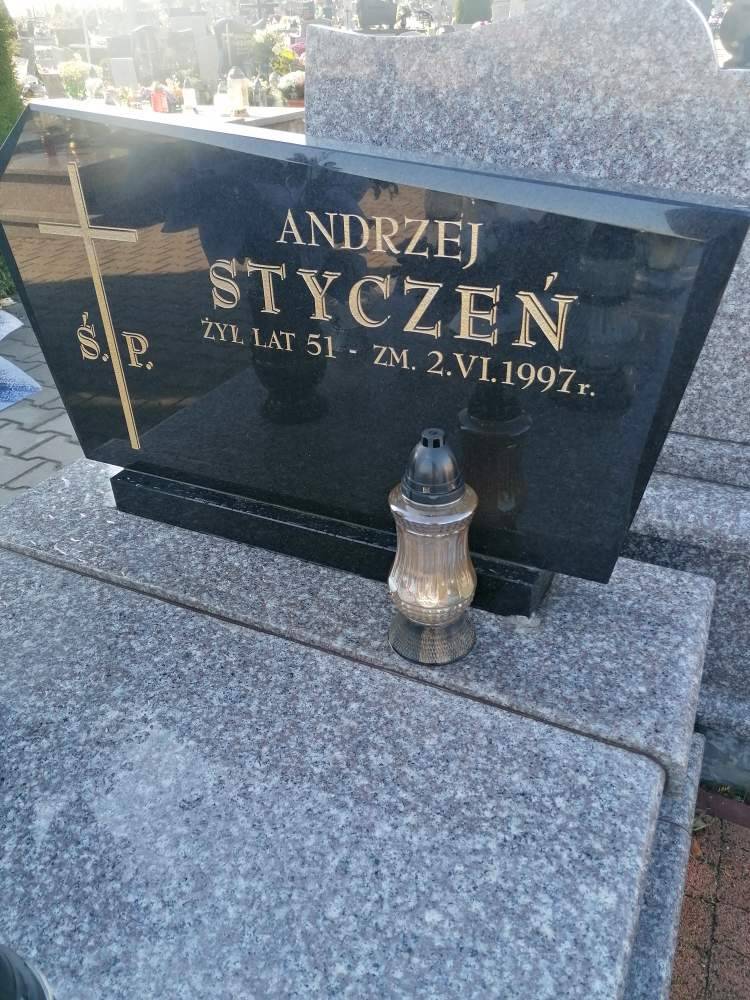 Ś. P.
ANDRZEJ
STYCZEŃ
ŻYŁ LAT 51 - ZM. 2.VI.1997r.